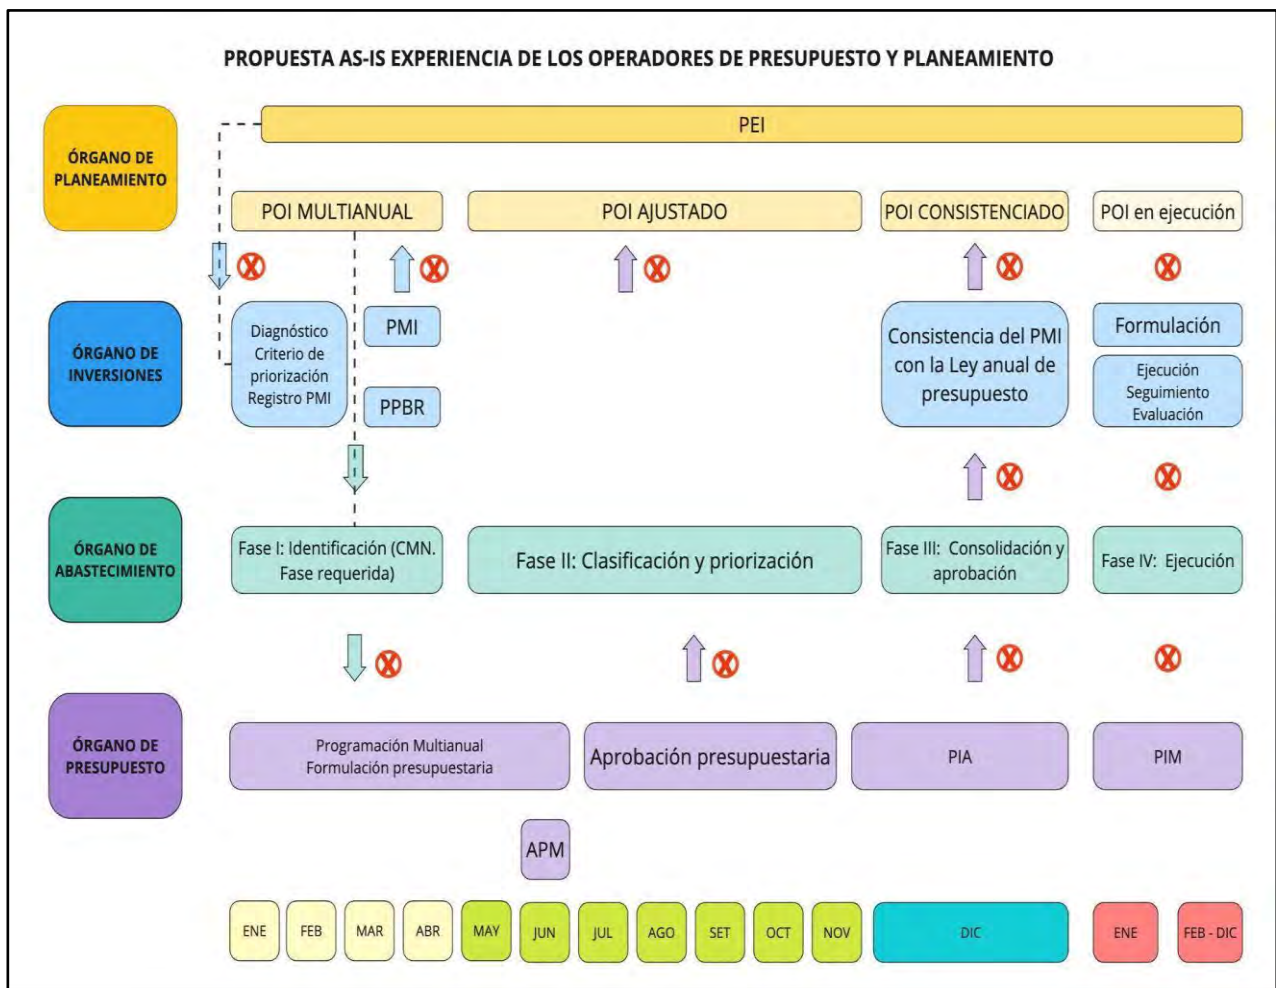 PROPUESTA AS-IS EXPERIENCIA DE LOS OPERADORES DE PRESUPUESTO Y PLANEAMIENTO
ÓRGANO DE
PLANEAMIENTO
PEI
POI MULTIANUAL
POI AJUSTADO
POI CONSISTENCIADO
POI en ejecución
X
X
X
X
X
ÓRGANO DE
INVERSIONES
Diagnóstico
Criterio de
priorización
Registro PMI
PMI
PPBR
Consistencia del PMI
con la Ley anual de
presupuesto
Formulación
Ejecución
Seguimiento
Evaluación
X
X
ÓRGANO DE
ABASTECIMIENTO
Fase I: Identificación (CMN.
Fase requerida)
Fase II: Clasificación y priorización
Fase III: Consolidación y
aprobación
Fase IV: Ejecución
X
X
X
X
ÓRGANO DE
PRESUPUESTO
Programación Multianual
Formulación presupuestaria
Aprobación presupuestaria
PIA
PIM
APM
ENE
FEB
MAR
ABR
MAY
JUN
JUL
AGO
SET
OCT
NOV
DIC
ENE
FEB - DIC